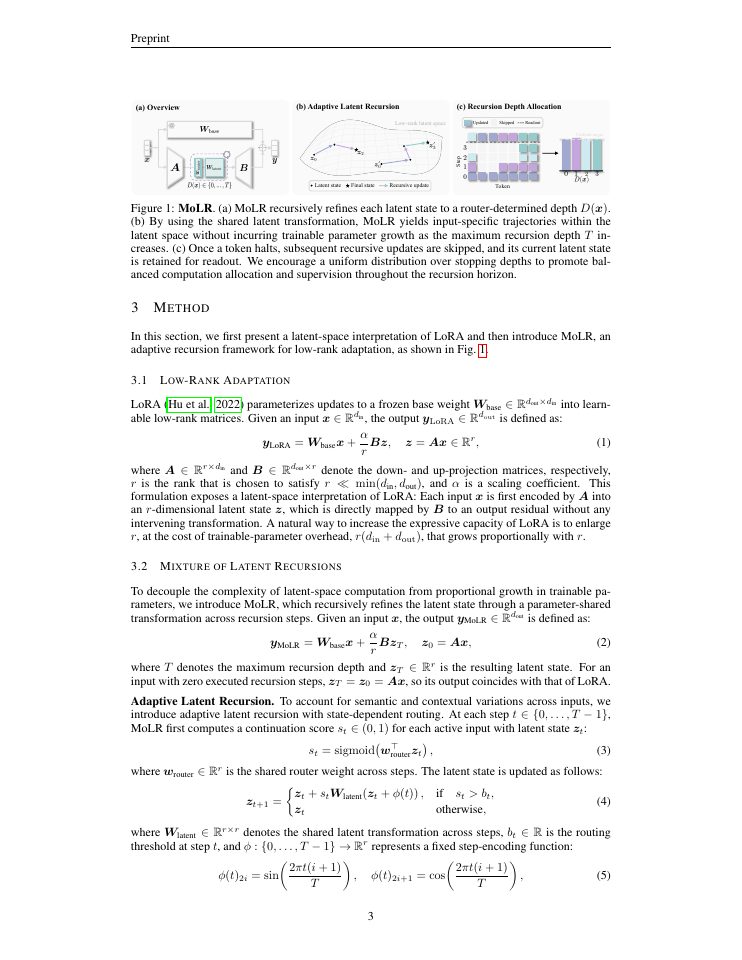 Preprint
(a) Overview
W_base
x
A
W_latent
B
y
D(x) ∈ {0, ..., T}
(b) Adaptive Latent Recursion
Low-rank latent space
z_0
z_2
z'_0
z'_3
Latent state ★ Final state → Recursive update
(c) Recursion Depth Allocation
Updated Skipped Readout
Step
3
2
1
0
Token
0 1 2 3
D(x)
Figure 1: MoLR. (a) MoLR recursively refines each latent state to a router-determined depth D(x).
(b) By using the shared latent transformation, MoLR yields input-specific trajectories within the
latent space without incurring trainable parameter growth as the maximum recursion depth T in-
creases. (c) Once a token halts, subsequent recursive updates are skipped, and its current latent state
is retained for readout. We encourage a uniform distribution over stopping depths to promote bal-
anced computation allocation and supervision throughout the recursion horizon.
3 METHOD
In this section, we first present a latent-space interpretation of LoRA and then introduce MoLR, an
adaptive recursion framework for low-rank adaptation, as shown in Fig. 1.
3.1 LOW-RANK ADAPTATION
LoRA (Hu et al., 2022) parameterizes updates to a frozen base weight W_base ∈ ℝ^{d_out×d_in} into learn-
able low-rank matrices. Given an input x ∈ ℝ^{d_in}, the output y_LoRA ∈ ℝ^{d_out} is defined as:
y_LoRA = W_base x + α/r Bz, z = Ax ∈ ℝ^r, (1)
where A ∈ ℝ^{r×d_in} and B ∈ ℝ^{d_out×r} denote the down- and up-projection matrices, respectively,
r is the rank that is chosen to satisfy r ≪ min(d_in, d_out), and α is a scaling coefficient. This
formulation exposes a latent-space interpretation of LoRA: Each input x is first encoded by A into
an r-dimensional latent state z, which is directly mapped by B to an output residual without any
intervening transformation. A natural way to increase the expressive capacity of LoRA is to enlarge
r, at the cost of trainable-parameter overhead, r(d_in + d_out), that grows proportionally with r.
3.2 MIXTURE OF LATENT RECURSIONS
To decouple the complexity of latent-space computation from proportional growth in trainable pa-
rameters, we introduce MoLR, which recursively refines the latent state through a parameter-shared
transformation across recursion steps. Given an input x, the output y_MoLR ∈ ℝ^{d_out} is defined as:
y_MoLR = W_base x + α/r Bz_T, z_0 = Ax, (2)
where T denotes the maximum recursion depth and z_T ∈ ℝ^r is the resulting latent state. For an
input with zero executed recursion steps, z_T = z_0 = Ax, so its output coincides with that of LoRA.
Adaptive Latent Recursion. To account for semantic and contextual variations across inputs, we
introduce adaptive latent recursion with state-dependent routing. At each step t ∈ {0, . . . , T − 1},
MoLR first computes a continuation score s_t ∈ (0, 1) for each active input with latent state z_t:
s_t = sigmoid(w_router^⊤ z_t), (3)
where w_router ∈ ℝ^r is the shared router weight across steps. The latent state is updated as follows:
z_{t+1} = { z_t + s_t W_latent(z_t + φ(t)), if s_t > b_t,
z_t otherwise, (4)
where W_latent ∈ ℝ^{r×r} denotes the shared latent transformation across steps, b_t ∈ ℝ is the routing
threshold at step t, and φ : {0, . . . , T − 1} → ℝ^r represents a fixed step-encoding function:
φ(t)_{2i} = sin(2πt(i + 1)/T), φ(t)_{2i+1} = cos(2πt(i + 1)/T), (5)
3